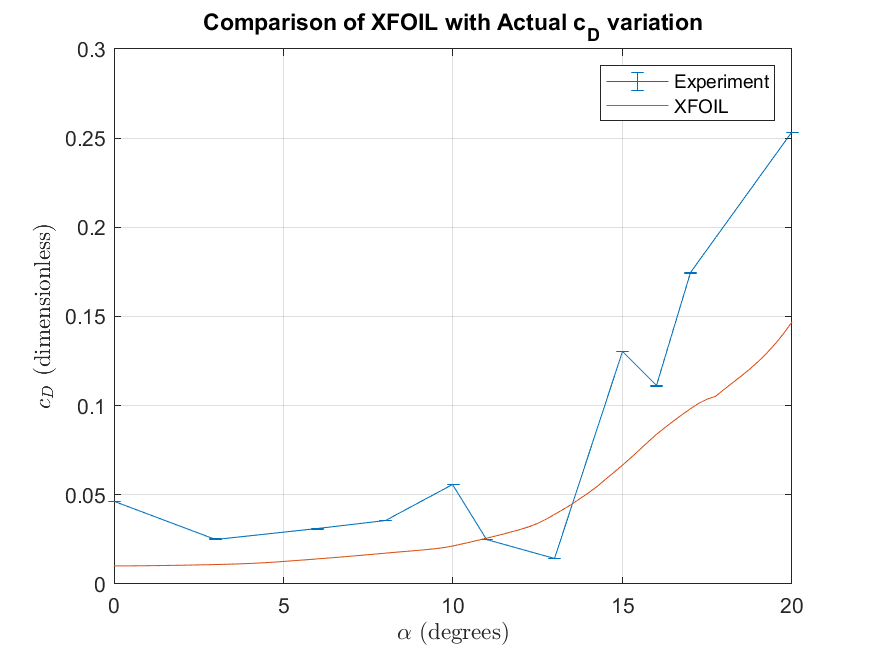 Comparison of XFOIL with Actual c_D variation
Experiment
XFOIL
0.3
0.25
0.2
0.15
0.1
0.05
0
c_D (dimensionless)
0 5 10 15 20
α (degrees)